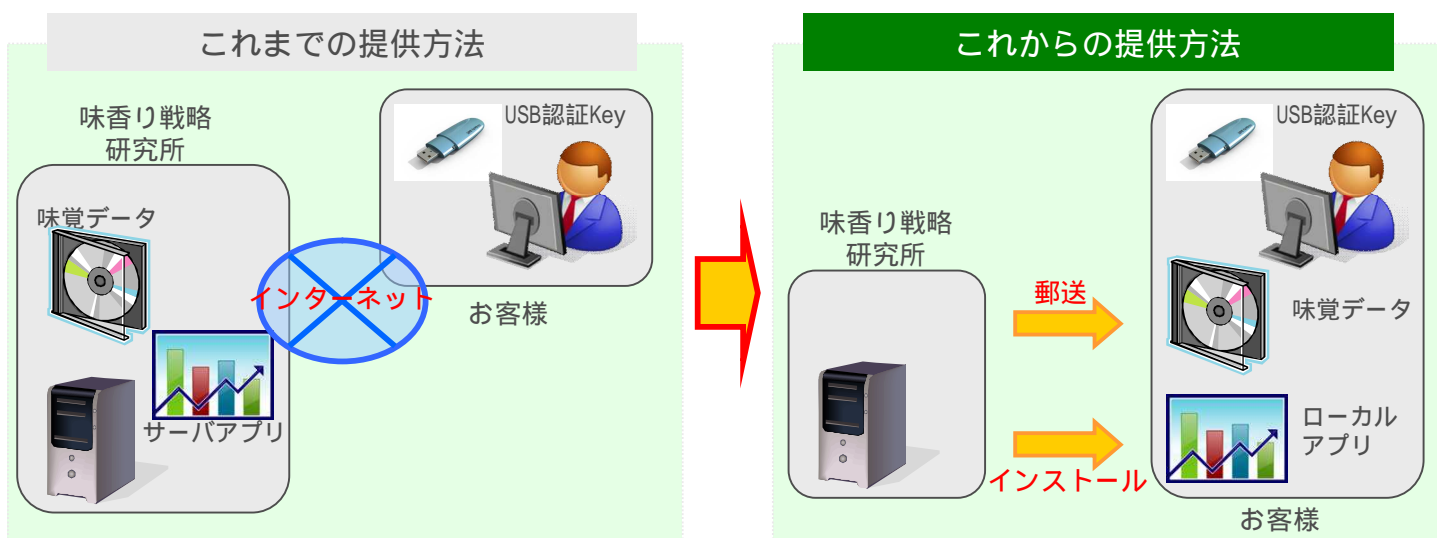 これまでの提供方法
味香り戦略
研究所
味覚データ
サーバアプリ
インターネット
USB認証Key
お客様
これからの提供方法
味香り戦略
研究所
郵送
インストール
USB認証Key
味覚データ
ローカル
アプリ
お客様